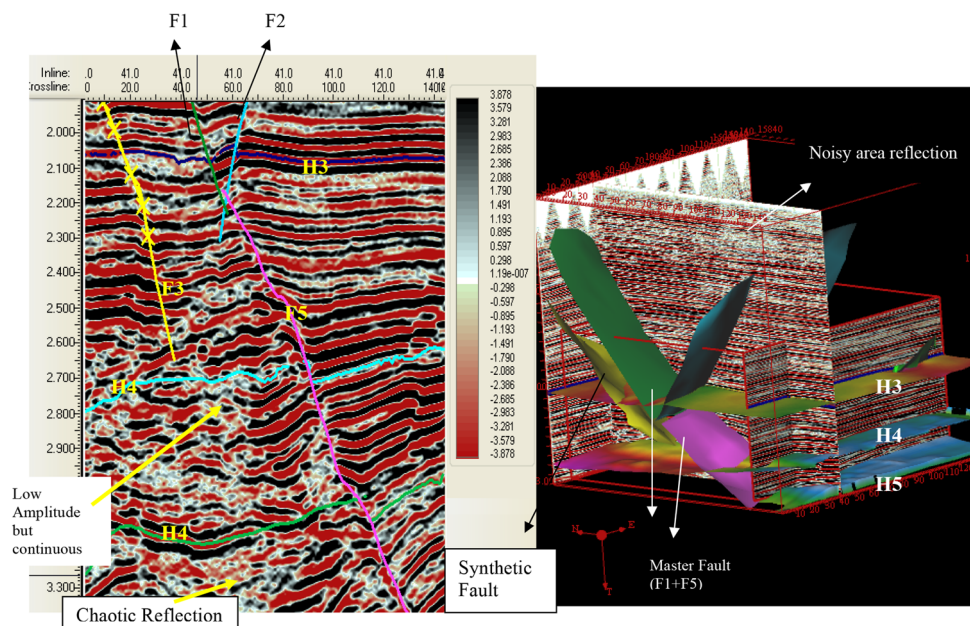 F1
F2
Inline: .0 41.0 41.0 41.0 41.0 41.0 41.0
Crossline: .0 20.0 40.0 60.0 80.0 100.0 120.0 140.0
2.000
2.100
2.200
2.300
2.400
2.500
2.600
2.700
2.800
2.900
3.300
H3
F3
F5
H4
H4
Low
Amplitude
but
continuous
Chaotic Reflection
3.878
3.579
3.281
2.983
2.685
2.386
2.088
1.790
1.491
1.193
0.895
0.597
0.298
1.19e-007
-0.298
-0.597
-0.895
-1.193
-1.491
-1.790
-2.088
-2.386
-2.685
-2.983
-3.281
-3.579
-3.878
Noisy area reflection
H3
H4
H5
N
E
T
Synthetic
Fault
Master Fault
(F1+F5)